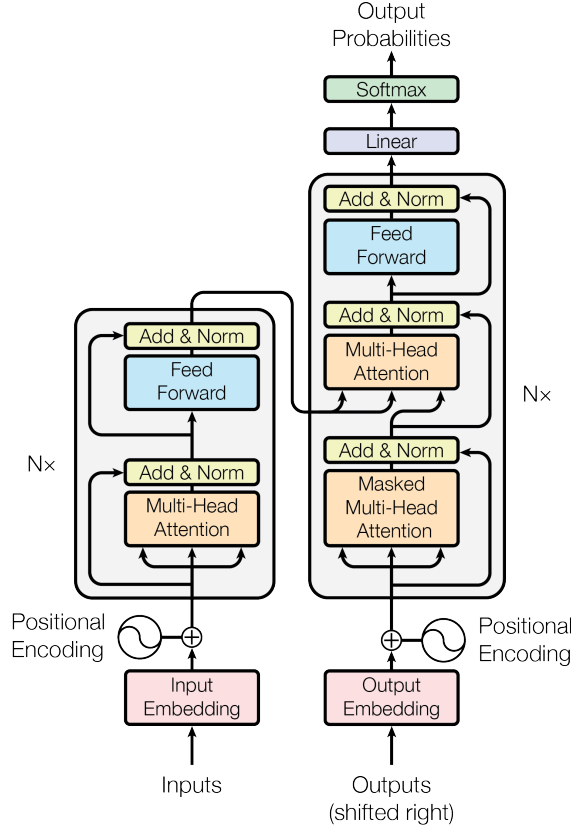 Output
Probabilities
Softmax
Linear
Add & Norm
Feed
Forward
Add & Norm
Multi-Head
Attention
Add & Norm
Masked
Multi-Head
Attention
N×
Add & Norm
Feed
Forward
Add & Norm
Multi-Head
Attention
N×
Positional
Encoding
Positional
Encoding
Input
Embedding
Output
Embedding
Inputs
Outputs
(shifted right)